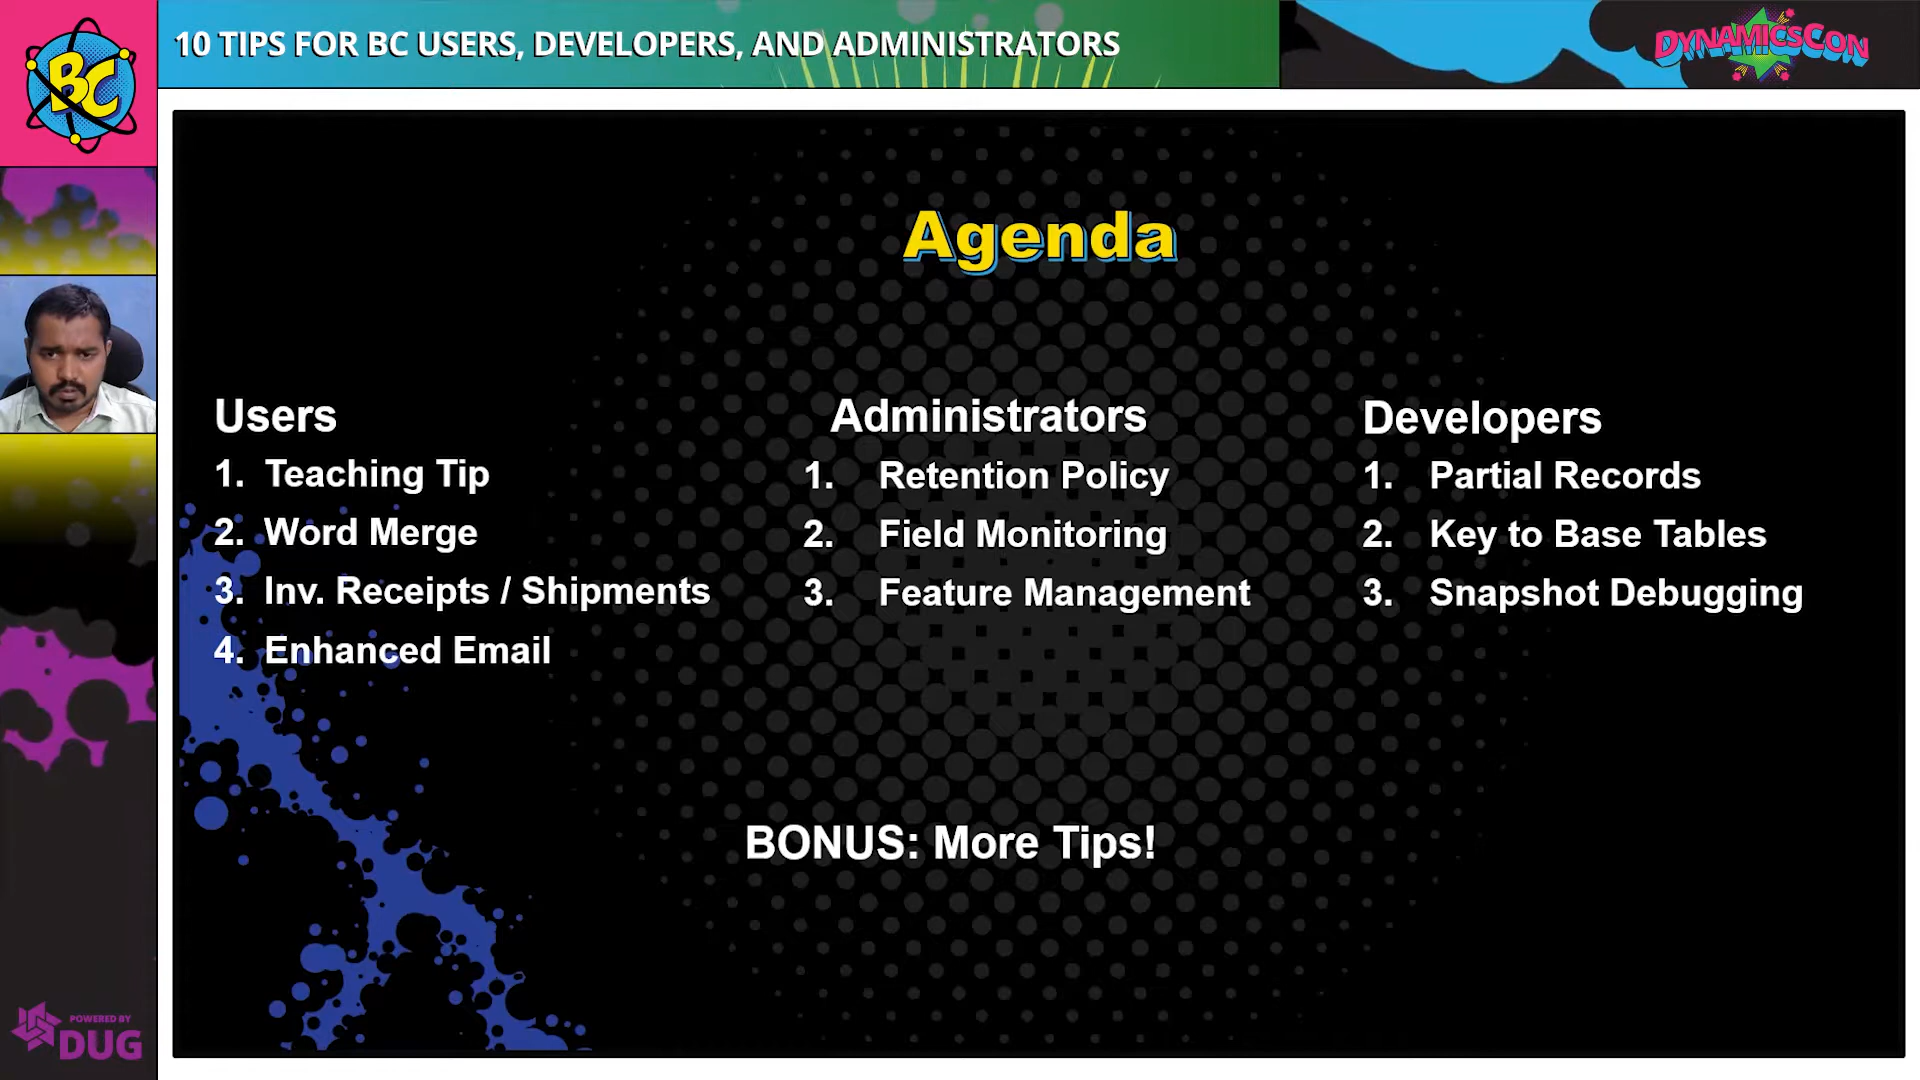 BC
10 TIPS FOR BC USERS, DEVELOPERS, AND ADMINISTRATORS
DYNAMICSCON
Agenda
Users
1. Teaching Tip
2. Word Merge
3. Inv. Receipts / Shipments
4. Enhanced Email
Administrators
1. Retention Policy
2. Field Monitoring
3. Feature Management
Developers
1. Partial Records
2. Key to Base Tables
3. Snapshot Debugging
BONUS: More Tips!
POWERED BY
DUG